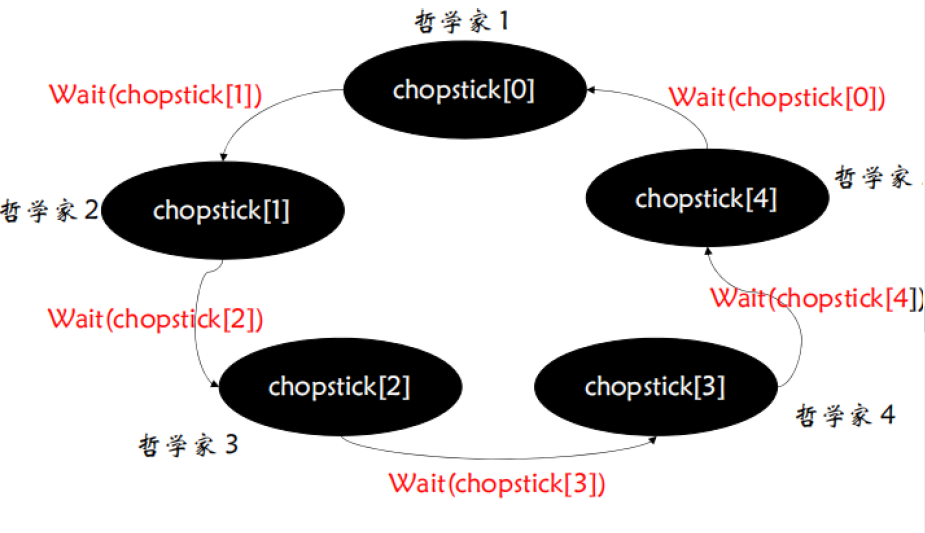 哲学家 1
Wait(chopstick[1])
chopstick[0]
Wait(chopstick[0])
哲学家 2
chopstick[1]
chopstick[4]
哲学家
Wait(chopstick[2])
Wait(chopstick[4])
chopstick[2]
chopstick[3]
哲学家 3
哲学家 4
Wait(chopstick[3])